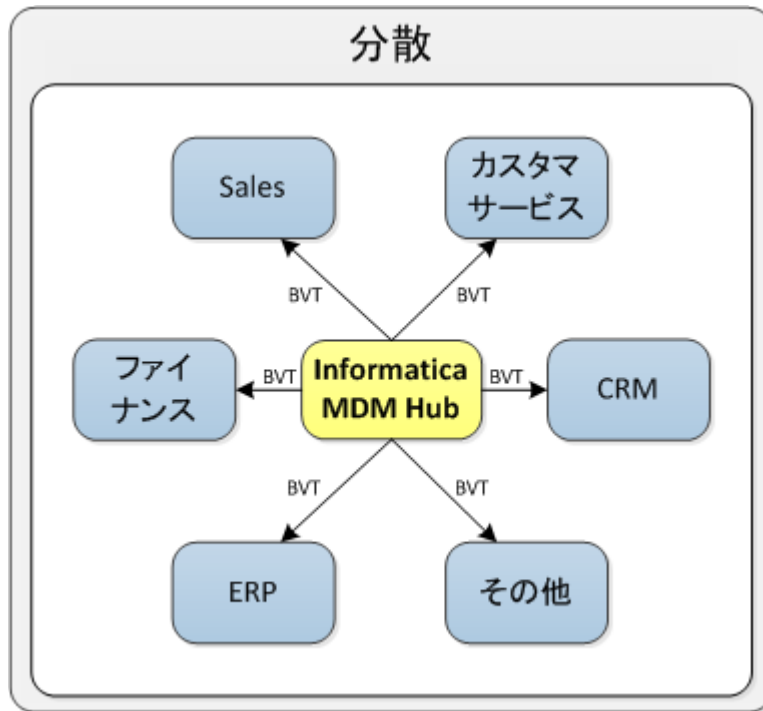 分散
Sales
カスタマ
サービス
BVT
BVT
ファイ
ナンス
BVT
Informatica
MDM Hub
BVT
CRM
BVT
BVT
ERP
その他